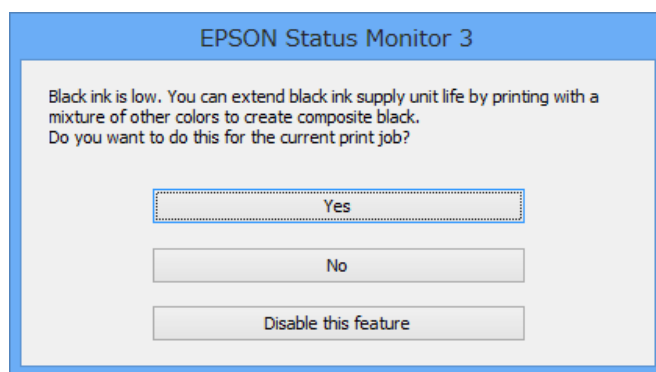 EPSON Status Monitor 3
Black ink is low. You can extend black ink supply unit life by printing with a
mixture of other colors to create composite black.
Do you want to do this for the current print job?
Yes
No
Disable this feature